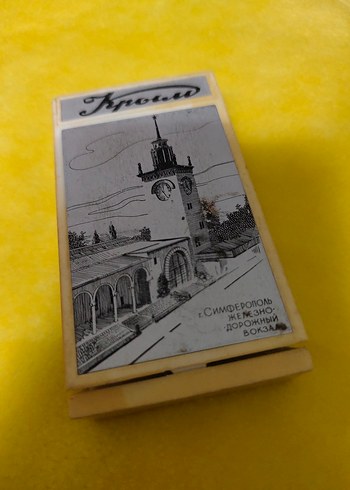 Крым
г. Симферополь
железно-
дорожный
вокзал